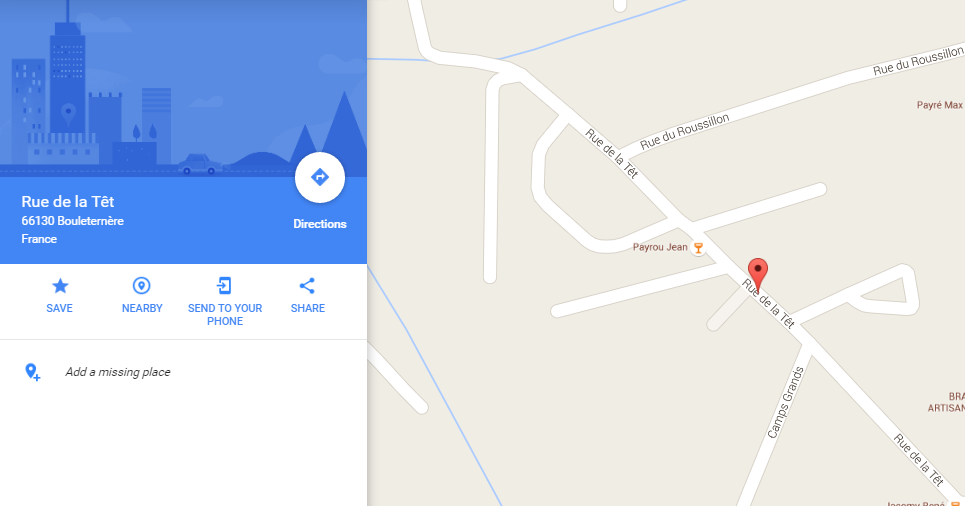 Rue de la Têt
66130 Bouleternère
France
Directions
SAVE
NEARBY
SEND TO YOUR
PHONE
SHARE
Add a missing place
Rue du Roussillon
Payré Max
Rue du Roussillon
Rue de la Têt
Payrou Jean
Rue de la Têt
Camps Grands
BRA
ARTISAN
Rue de la Têt